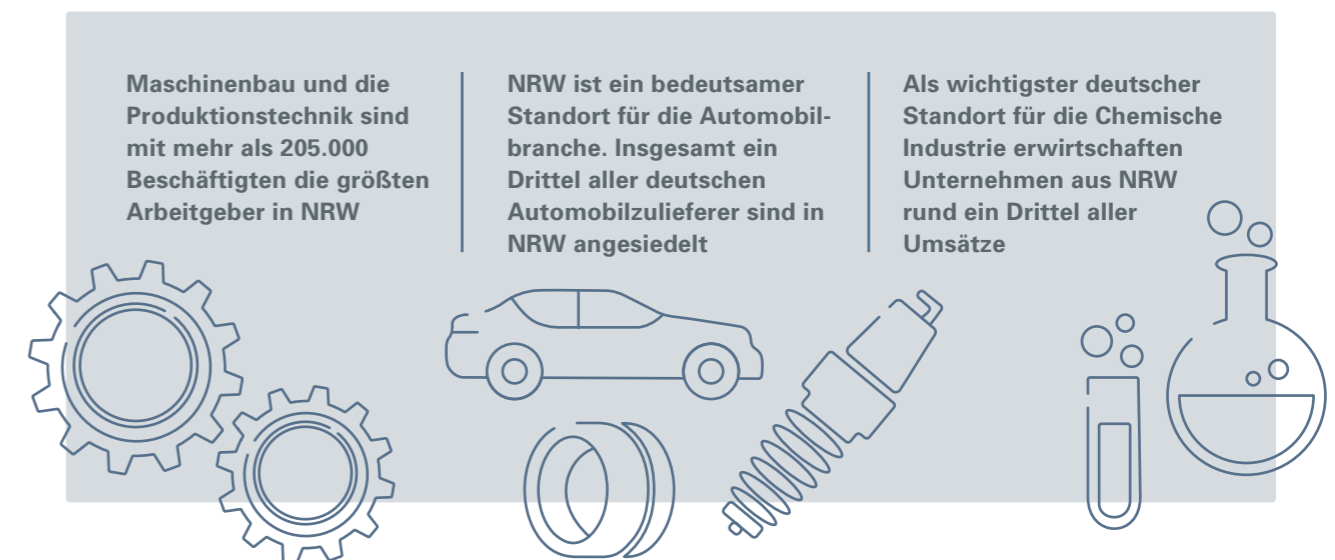 Maschinenbau und die
Produktionstechnik sind
mit mehr als 205.000
Beschäftigten die größten
Arbeitgeber in NRW
NRW ist ein bedeutsamer
Standort für die Automobil-
branche. Insgesamt ein
Drittel aller deutschen
Automobilzulieferer sind in
NRW angesiedelt
Als wichtigster deutscher
Standort für die Chemische
Industrie erwirtschaften
Unternehmen aus NRW
rund ein Drittel aller
Umsätze